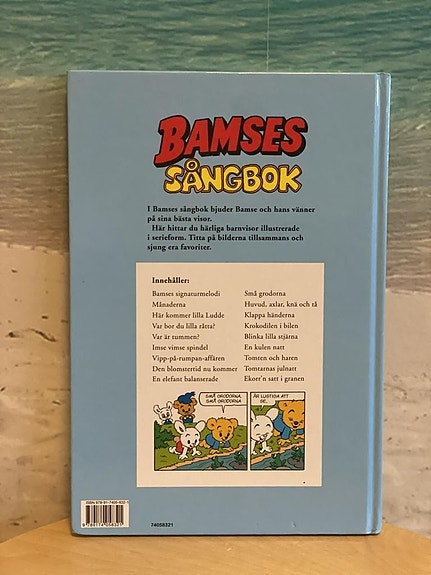 BAMSES
SÅNGBOK
I Bamses sångbok bjuder Bamse och hans vänner
på sina bästa visor.
Här hittar du härliga barnvisor illustrerade
i serieform. Titta på bilderna tillsammans och
sjung era favoriter.
Innehåller:
Bamses signaturmelodi
Månaderna
Här kommer lilla Ludde
Var bor du lilla råtta?
Var är tummen?
Imse vimse spindel
Vipp-på-rumpan-affären
Den blomstertid nu kommer
En elefant balanserade
Små grodorna
Huvud, axlar, knä och tå
Klappa händerna
Krokodilen i bilen
Blinka lilla stjärna
En kulen natt
Tomten och haren
Tomtarnas julnatt
Ekorr'n satt i granen
SMÅ GRODORNA,
SMÅ GRODORNA
ÄR LUSTIGA ATT
SE.
9 789174 058321
74058321